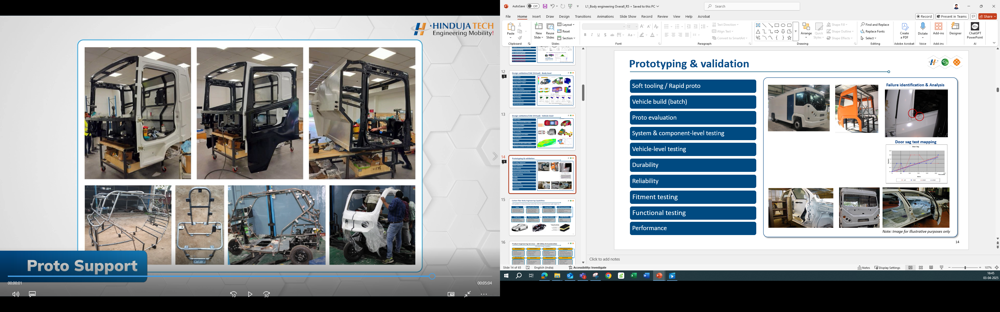 HINDUJA TECH
Engineering Mobility!
Proto Support
00:00:01
00:05:04
10
30
AutoSave
Off
L1_Body engineering Overall_R5 • Saved to this PC
Search
File
Home
Insert
Draw
Design
Transitions
Animations
Slide Show
Record
Review
View
Help
Acrobat
Record
Present in Teams
Share
Paste
New
Slide
Reuse
Slides
Layout
Reset
Section
12
Text Direction
Align Text
Convert to SmartArt
Arrange
Quick
Styles
Shape Fill
Shape Outline
Shape Effects
Find and Replace
Replace Fonts
Select
Create
a PDF
Dictate
Add-ins
Designer
ChatGPT
PowerPoint
Clipboard
Slides
Font
Paragraph
Drawing
Editing
Adobe Acrobat
Voice
Add-ins
AI
12
Design validation/CAE (Virtual) - Body level
13
Design validation/CAE (Virtual) - Vehicle level
14
Prototyping & validation
15
Carbon Fiber Body Engineering Capabilities
16
Product Engineering Services – 2W (Bikes & Scooterette)
Prototyping & validation
Soft tooling / Rapid proto
Vehicle build (batch)
Proto evaluation
System & component-level testing
Vehicle-level testing
Durability
Reliability
Fitment testing
Functional testing
Performance
Failure identification & Analysis
Door sag test mapping
Door Sag
Note: Image for illustrative purposes only
14
Click to add notes
Slide 14 of 65
English (India)
Accessibility: Investigate
Notes
Display Settings
107%
16:45
03-04-2025